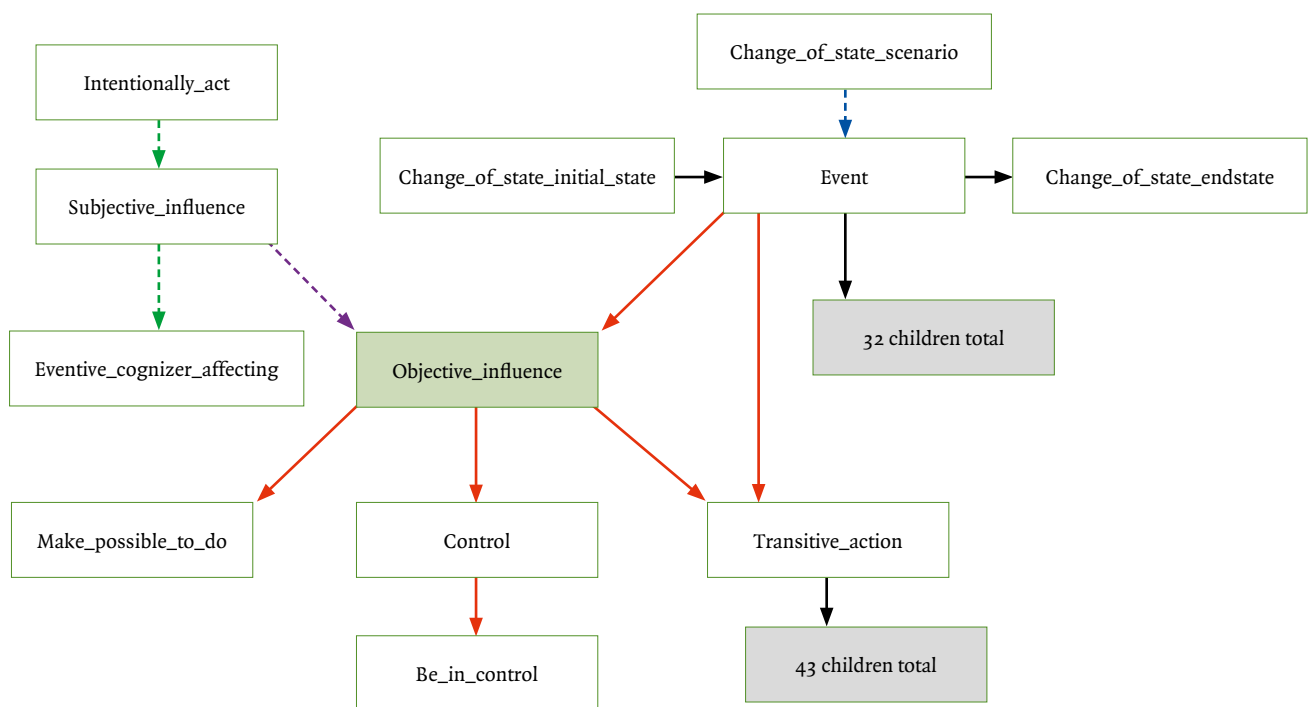 Change_of_state_scenario
Intentionally_act
Change_of_state_initial_state
Event
Change_of_state_endstate
Subjective_influence
32 children total
Eventive_cognizer_affecting
Objective_influence
Make_possible_to_do
Control
Transitive_action
43 children total
Be_in_control